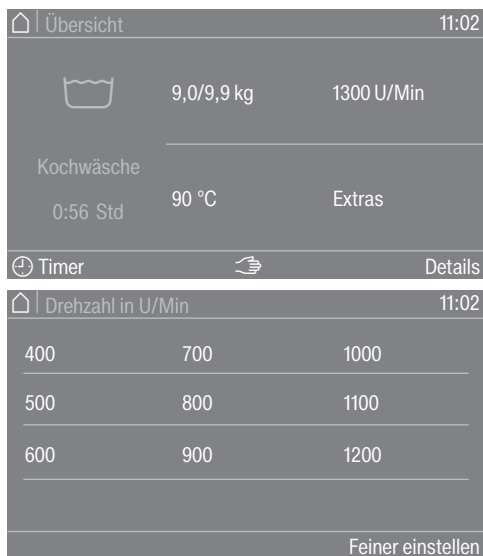 Übersicht 11:02
9,0/9,9 kg 1300 U/Min
Kochwäsche
0:56 Std
90 °C Extras
Timer Details
Drehzahl in U/Min 11:02
400 700 1000
500 800 1100
600 900 1200
Feiner einstellen